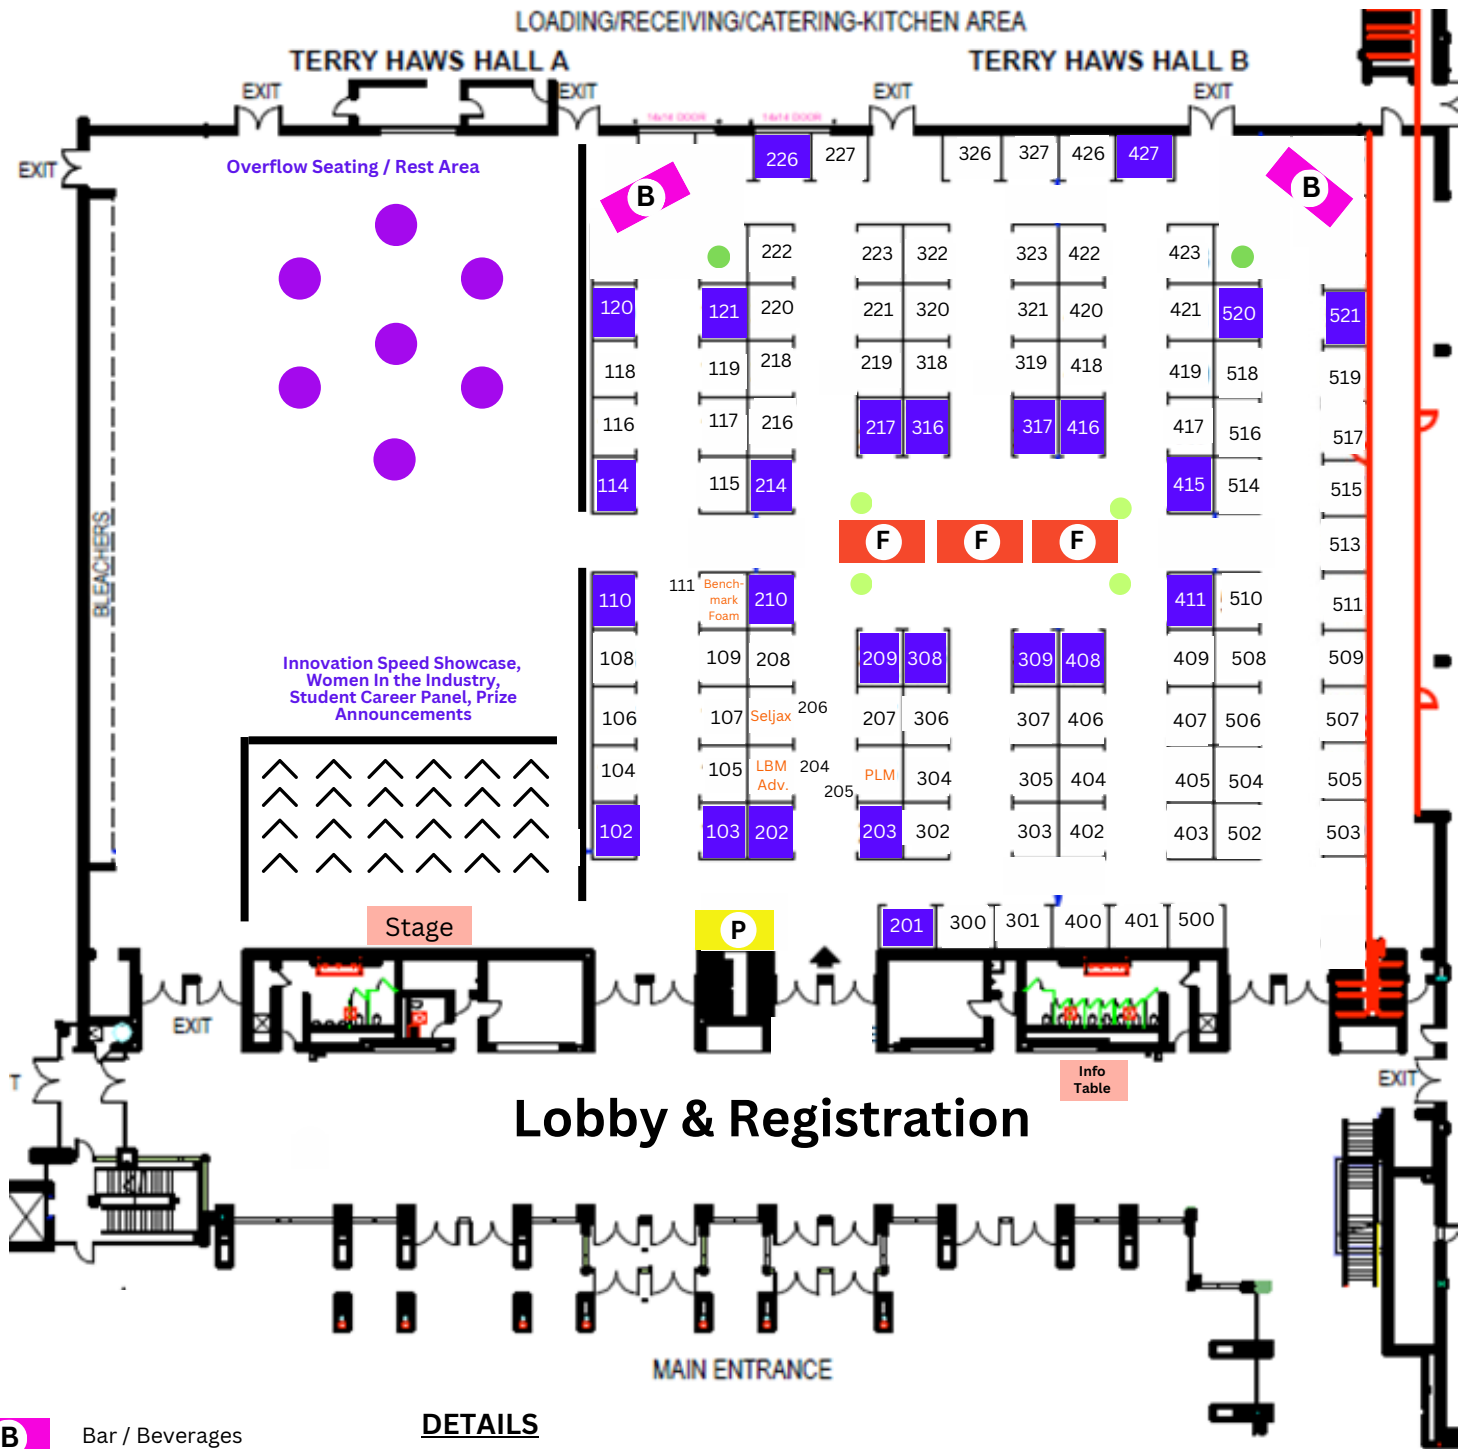 LOADING/RECEIVING/CATERING-KITCHEN AREA
TERRY HAWS HALL A
TERRY HAWS HALL B
EXIT
EXIT
EXIT
EXIT
14x14 DOOR
14x14 DOOR
EXIT
Overflow Seating / Rest Area
226 227 326 327 426 427
B
B
222 223 322 323 422 423
120 121 220 221 320 321 420 421 520 521
118 119 218 219 318 319 418 419 518 519
116 117 216 217 316 317 416 417 516 517
114 115 214 415 514 515
F F F
513
BLEACHERS
110 111 Bench-
mark
Foam
210 411 510 511
108 109 208 209 308 309 408 409 508 509
Innovation Speed Showcase,
Women In the Industry,
Student Career Panel, Prize
Announcements
106 107 Seljax 206 207 306 307 406 407 506 507
104 105 LBM
Adv.
204 205 PLM 304 305 404 405 504 505
102 103 202 203 302 303 402 403 502 503
Stage
P
201 300 301 400 401 500
EXIT
Info
Table
T
EXIT
Lobby & Registration
MAIN ENTRANCE
DETAILS
B Bar / Beverages